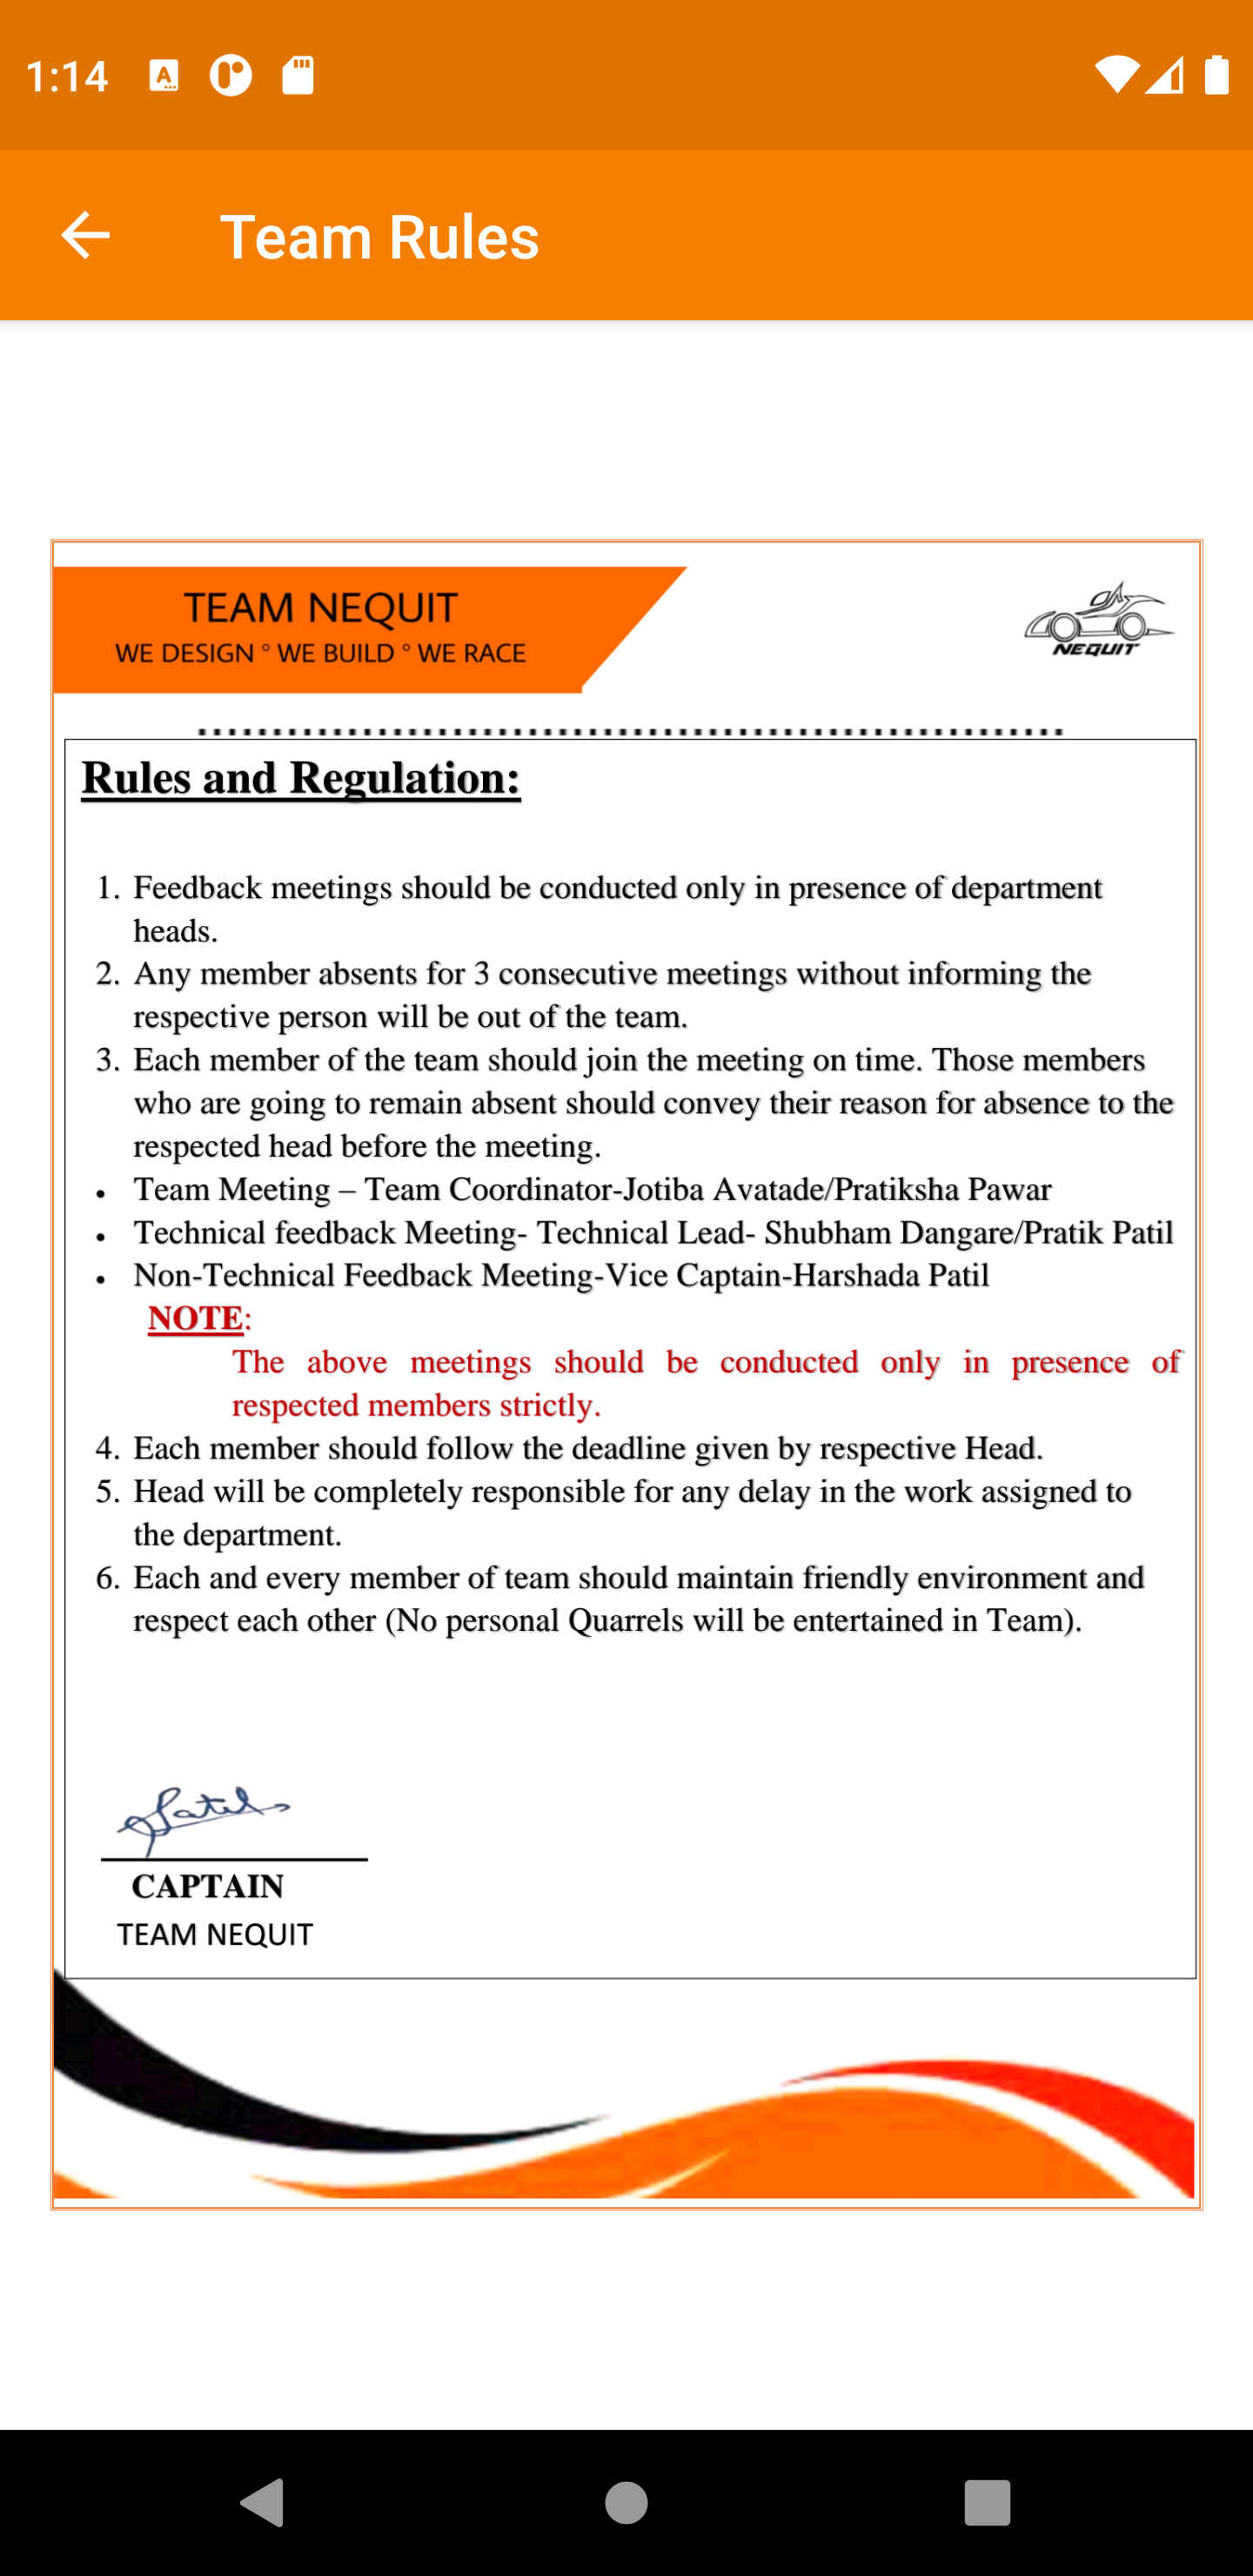 1:14
Team Rules
TEAM NEQUIT
WE DESIGN ° WE BUILD ° WE RACE
NEQUIT
Rules and Regulation:
1. Feedback meetings should be conducted only in presence of department
heads.
2. Any member absents for 3 consecutive meetings without informing the
respective person will be out of the team.
3. Each member of the team should join the meeting on time. Those members
who are going to remain absent should convey their reason for absence to the
respected head before the meeting.
• Team Meeting – Team Coordinator-Jotiba Avatade/Pratiksha Pawar
• Technical feedback Meeting- Technical Lead- Shubham Dangare/Pratik Patil
• Non-Technical Feedback Meeting-Vice Captain-Harshada Patil
NOTE:
The above meetings should be conducted only in presence of
respected members strictly.
4. Each member should follow the deadline given by respective Head.
5. Head will be completely responsible for any delay in the work assigned to
the department.
6. Each and every member of team should maintain friendly environment and
respect each other (No personal Quarrels will be entertained in Team).
CAPTAIN
TEAM NEQUIT